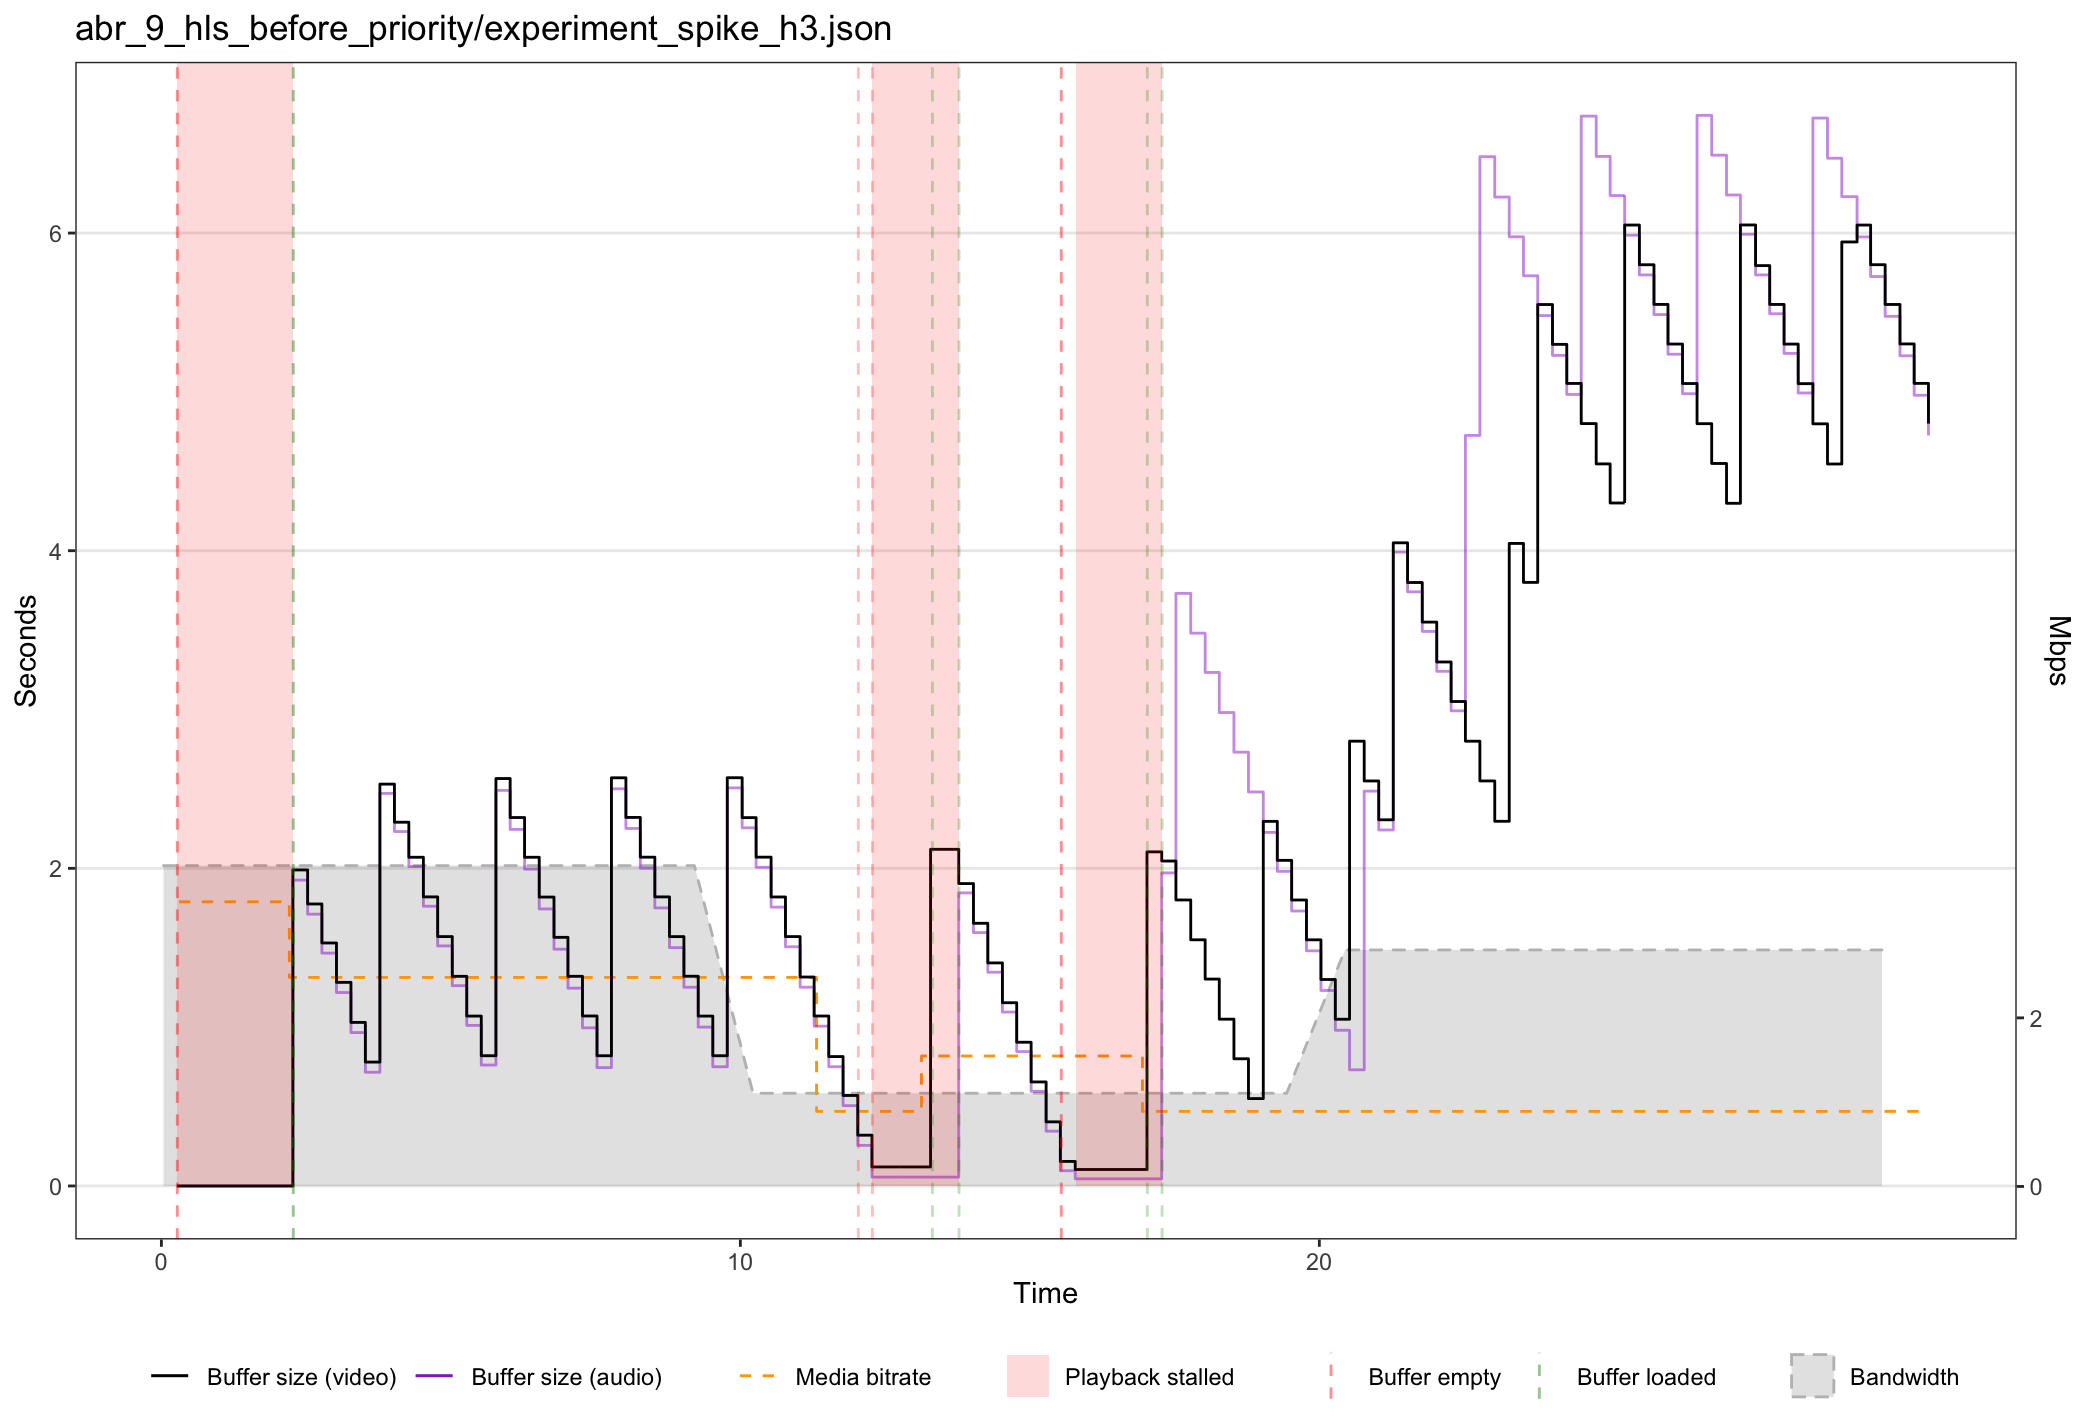 abr_9_hls_before_priority/experiment_spike_h3.json
6
4
2
0
Seconds
2
0
Mbps
0 10 20
Time
Buffer size (video) Buffer size (audio) Media bitrate Playback stalled Buffer empty Buffer loaded Bandwidth